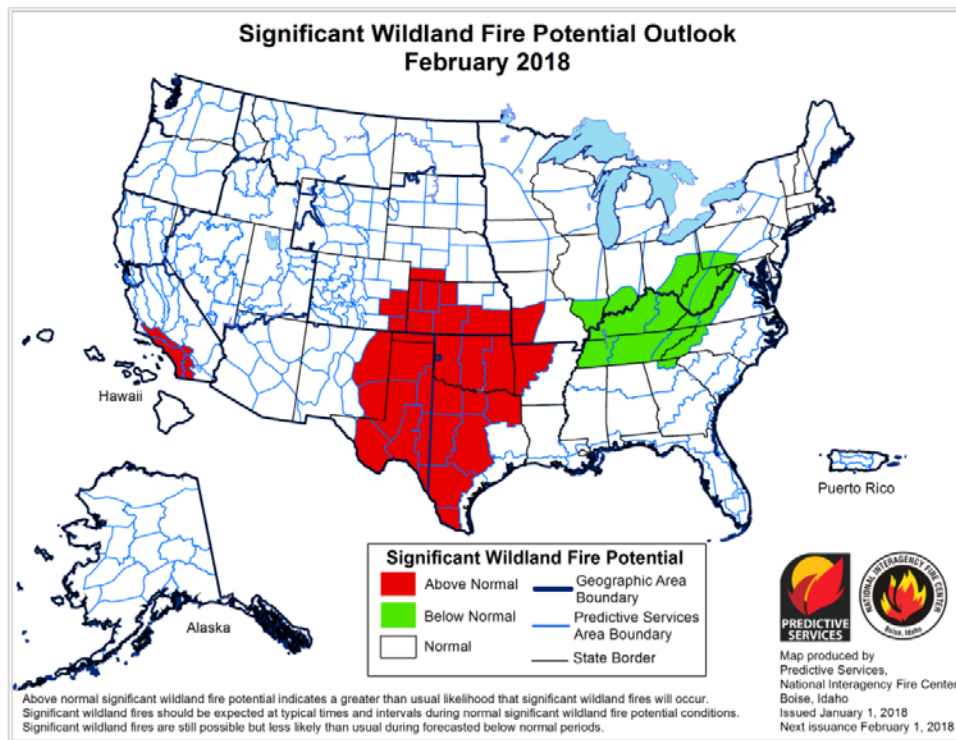 Significant Wildland Fire Potential Outlook
February 2018
Hawaii
Puerto Rico
Alaska
Significant Wildland Fire Potential
Above Normal
Below Normal
Normal
Geographic Area
Boundary
Predictive Services
Area Boundary
State Border
PREDICTIVE
SERVICES
NATIONAL INTERAGENCY FIRE CENTER
Boise, Idaho
Map produced by
Predictive Services,
National Interagency Fire Center
Boise, Idaho
Issued January 1, 2018
Next issuance February 1, 2018
Above normal significant wildland fire potential indicates a greater than usual likelihood that significant wildland fires will occur.
Significant wildland fires should be expected at typical times and intervals during normal significant wildland fire potential conditions.
Significant wildland fires are still possible but less likely than usual during forecasted below normal periods.